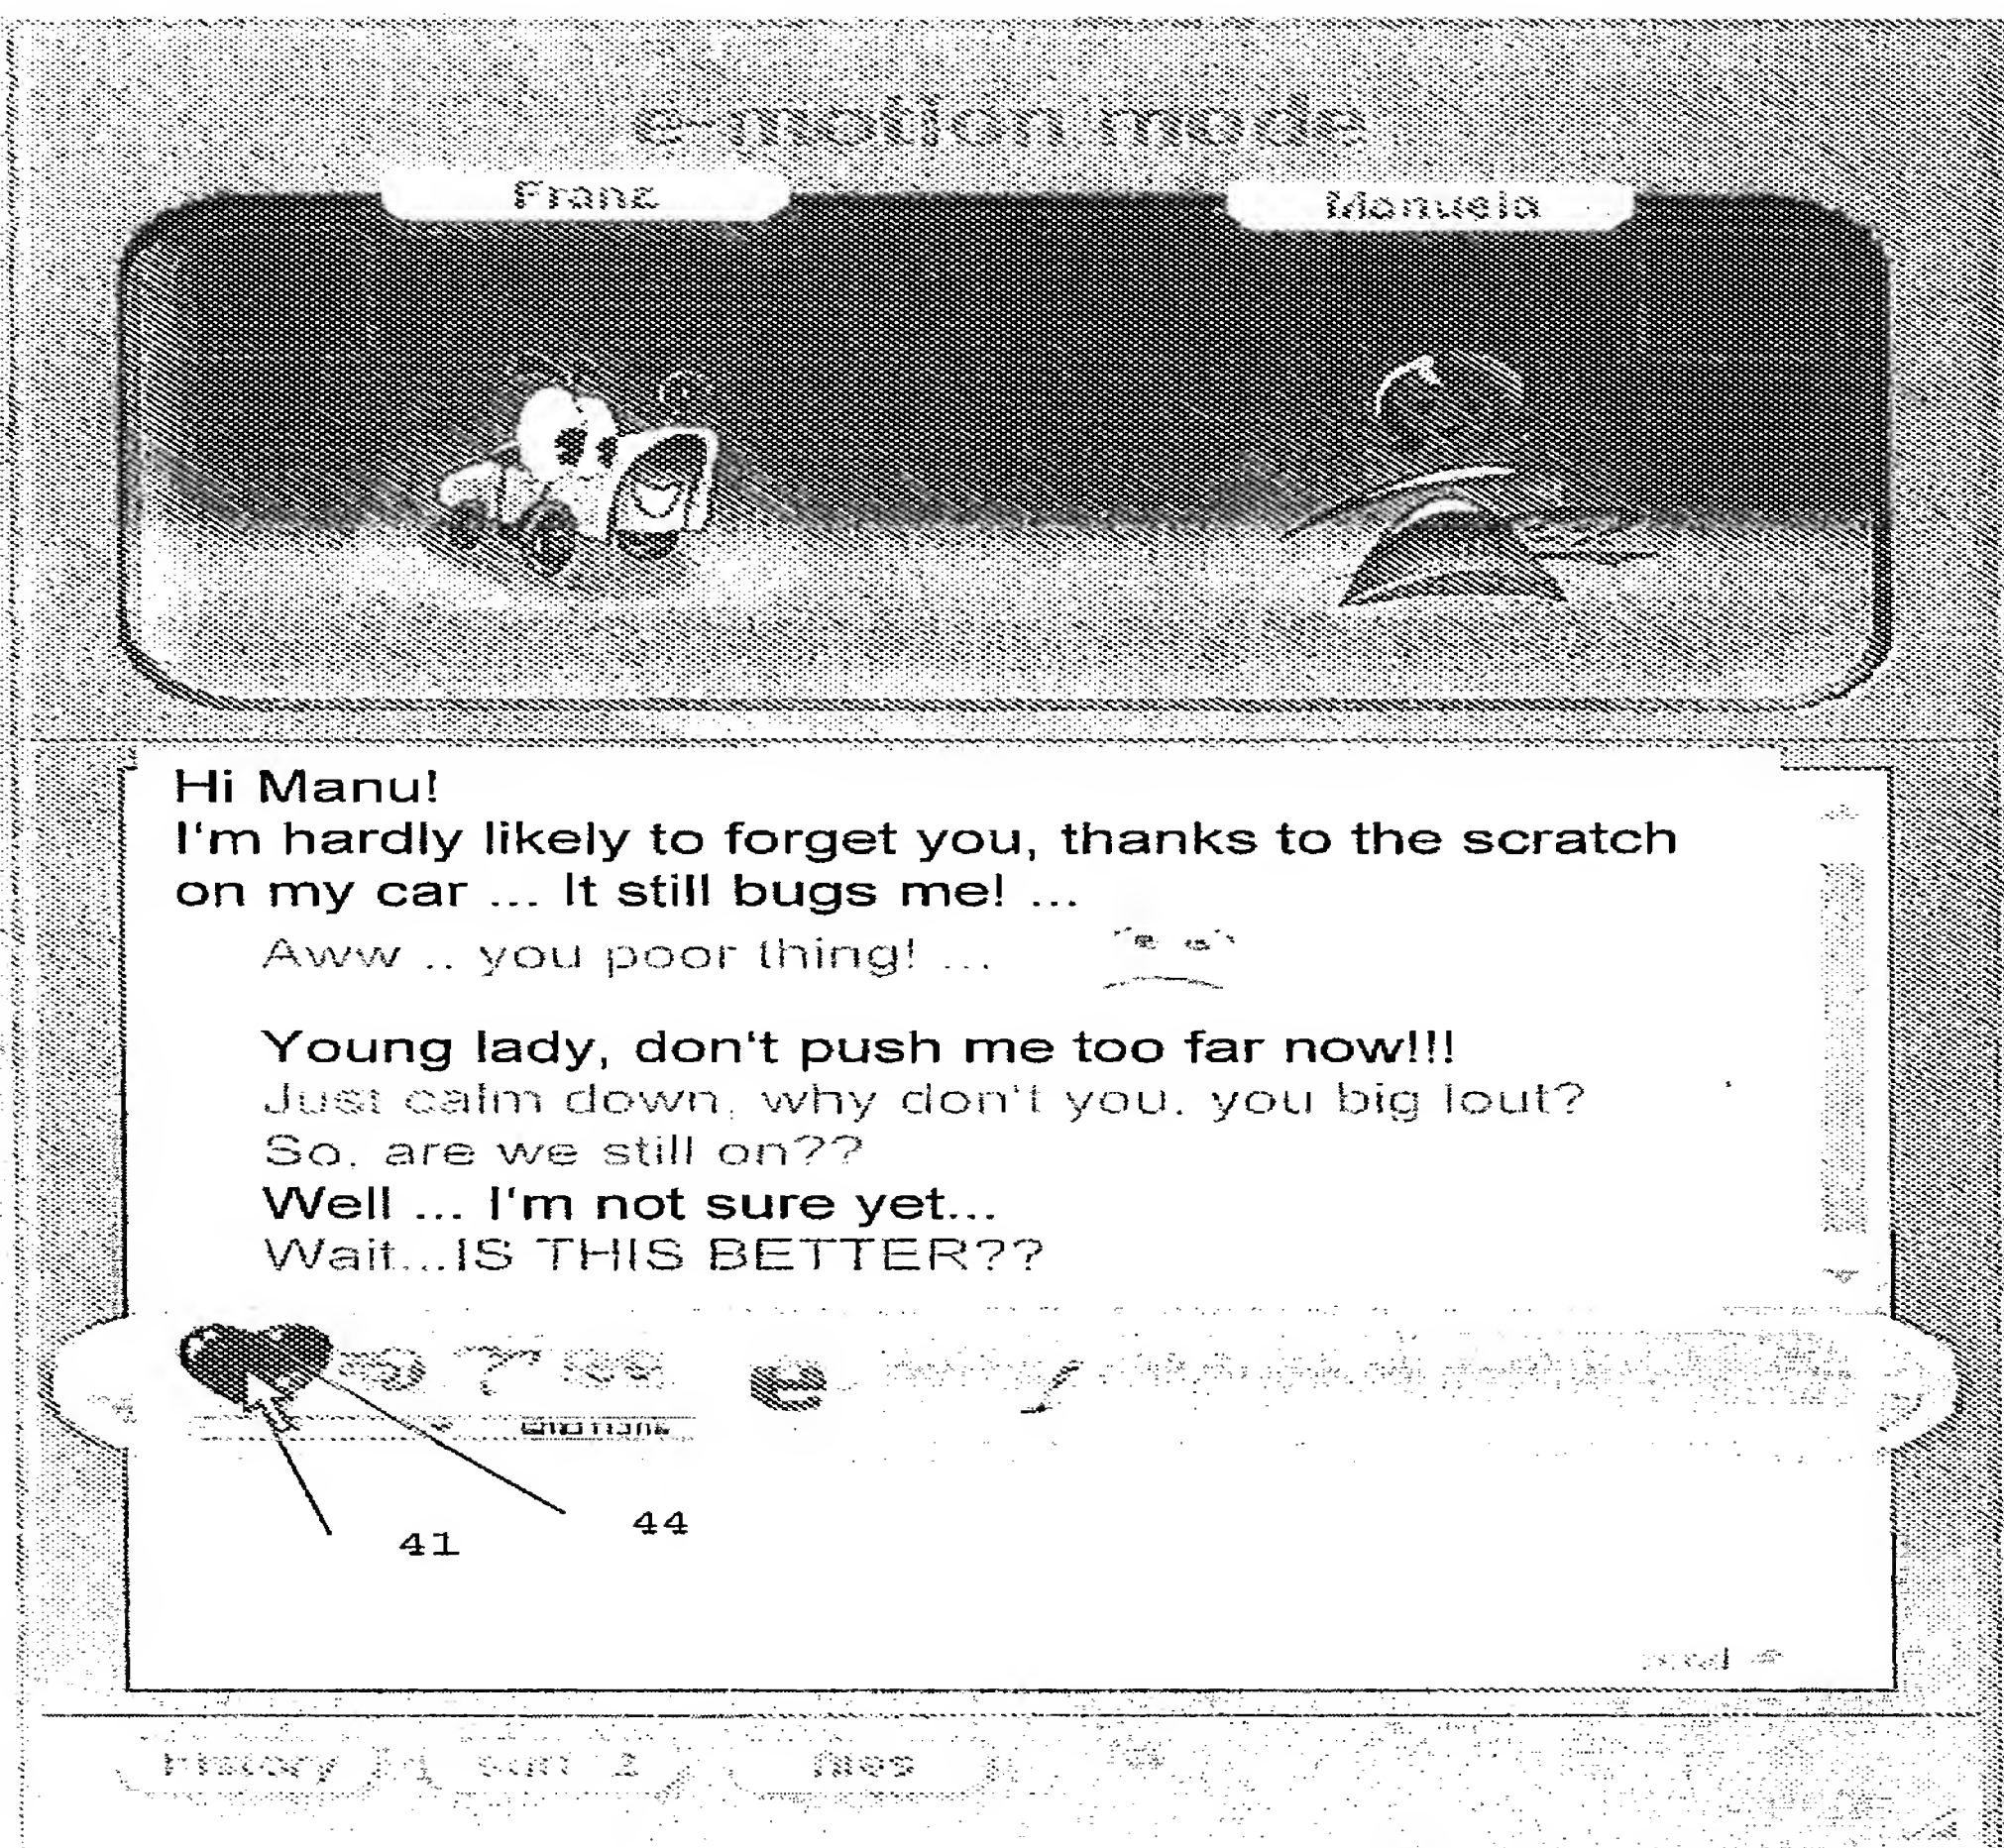 e-motion mode
Franz
Manuela
Hi Manu!
I'm hardly likely to forget you, thanks to the scratch
on my car ... It still bugs me! ...
Aww .. you poor thing! ...
Young lady, don't push me too far now!!!
Just calm down, why don't you, you big lout?
So, are we still on??
Well ... I'm not sure yet...
Wait...IS THIS BETTER??
e
emotions
41
44
send
History
files